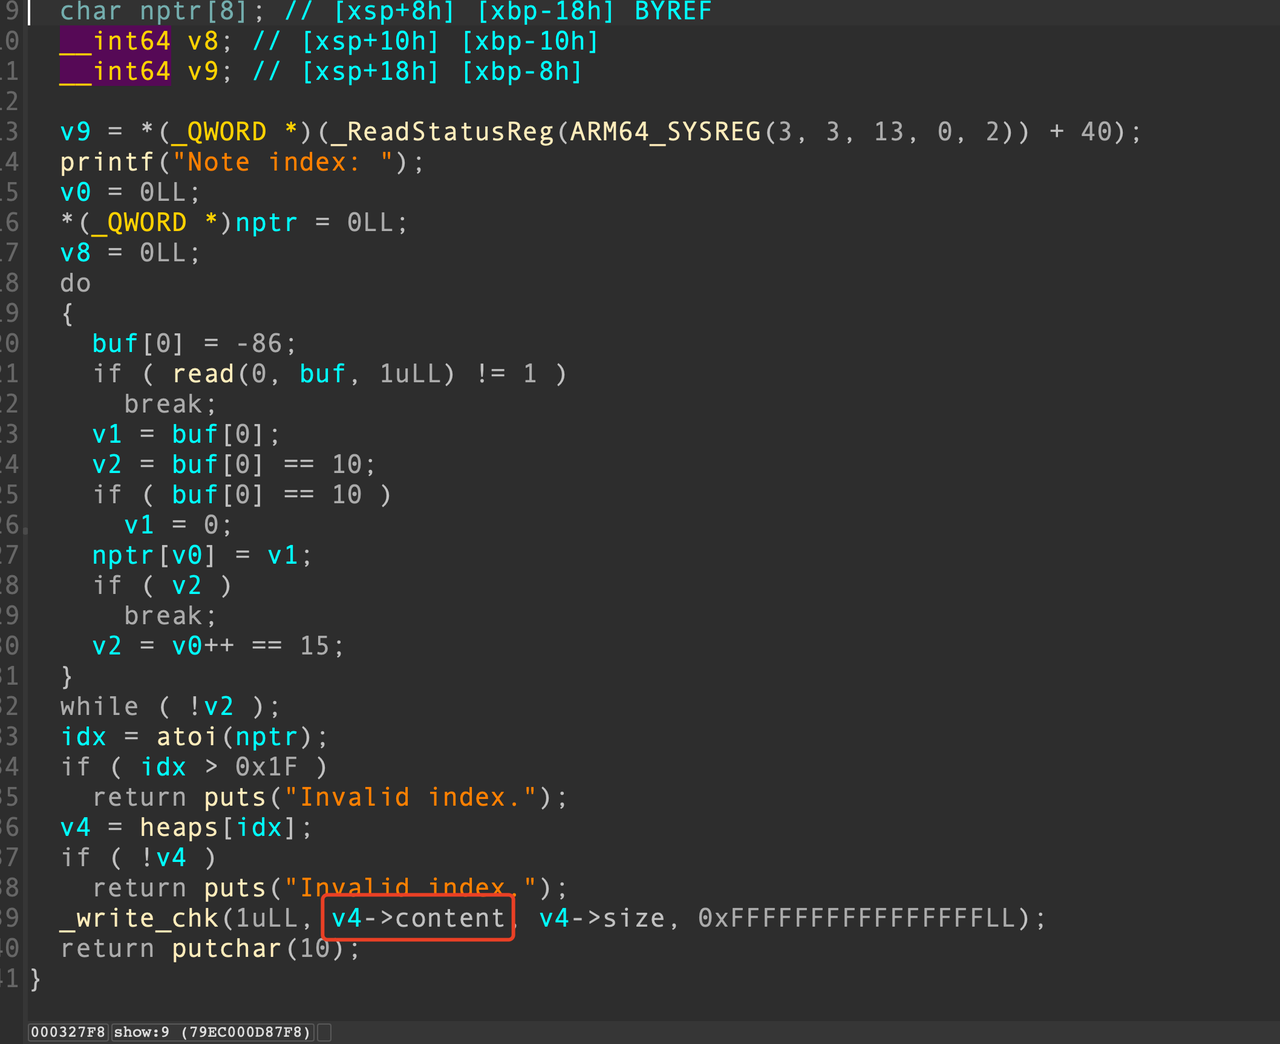 9 char nptr[8]; // [xsp+8h] [xbp-18h] BYREF
0 __int64 v8; // [xsp+10h] [xbp-10h]
1 __int64 v9; // [xsp+18h] [xbp-8h]
2
3 v9 = *(_QWORD *)(_ReadStatusReg(ARM64_SYSREG(3, 3, 13, 0, 2)) + 40);
4 printf("Note index: ");
5 v0 = 0LL;
6 *(_QWORD *)nptr = 0LL;
7 v8 = 0LL;
8 do
9 {
0 buf[0] = -86;
1 if ( read(0, buf, 1uLL) != 1 )
2 break;
3 v1 = buf[0];
4 v2 = buf[0] == 10;
5 if ( buf[0] == 10 )
6 v1 = 0;
7 nptr[v0] = v1;
8 if ( v2 )
9 break;
0 v2 = v0++ == 15;
1 }
2 while ( !v2 );
3 idx = atoi(nptr);
4 if ( idx > 0x1F )
5 return puts("Invalid index.");
6 v4 = heaps[idx];
7 if ( !v4 )
8 return puts("Invalid index.");
9 _write_chk(1uLL, v4->content, v4->size, 0xFFFFFFFFFFFFFFFFLL);
0 return putchar(10);
1 }
000327F8 show:9 (79EC000D87F8)